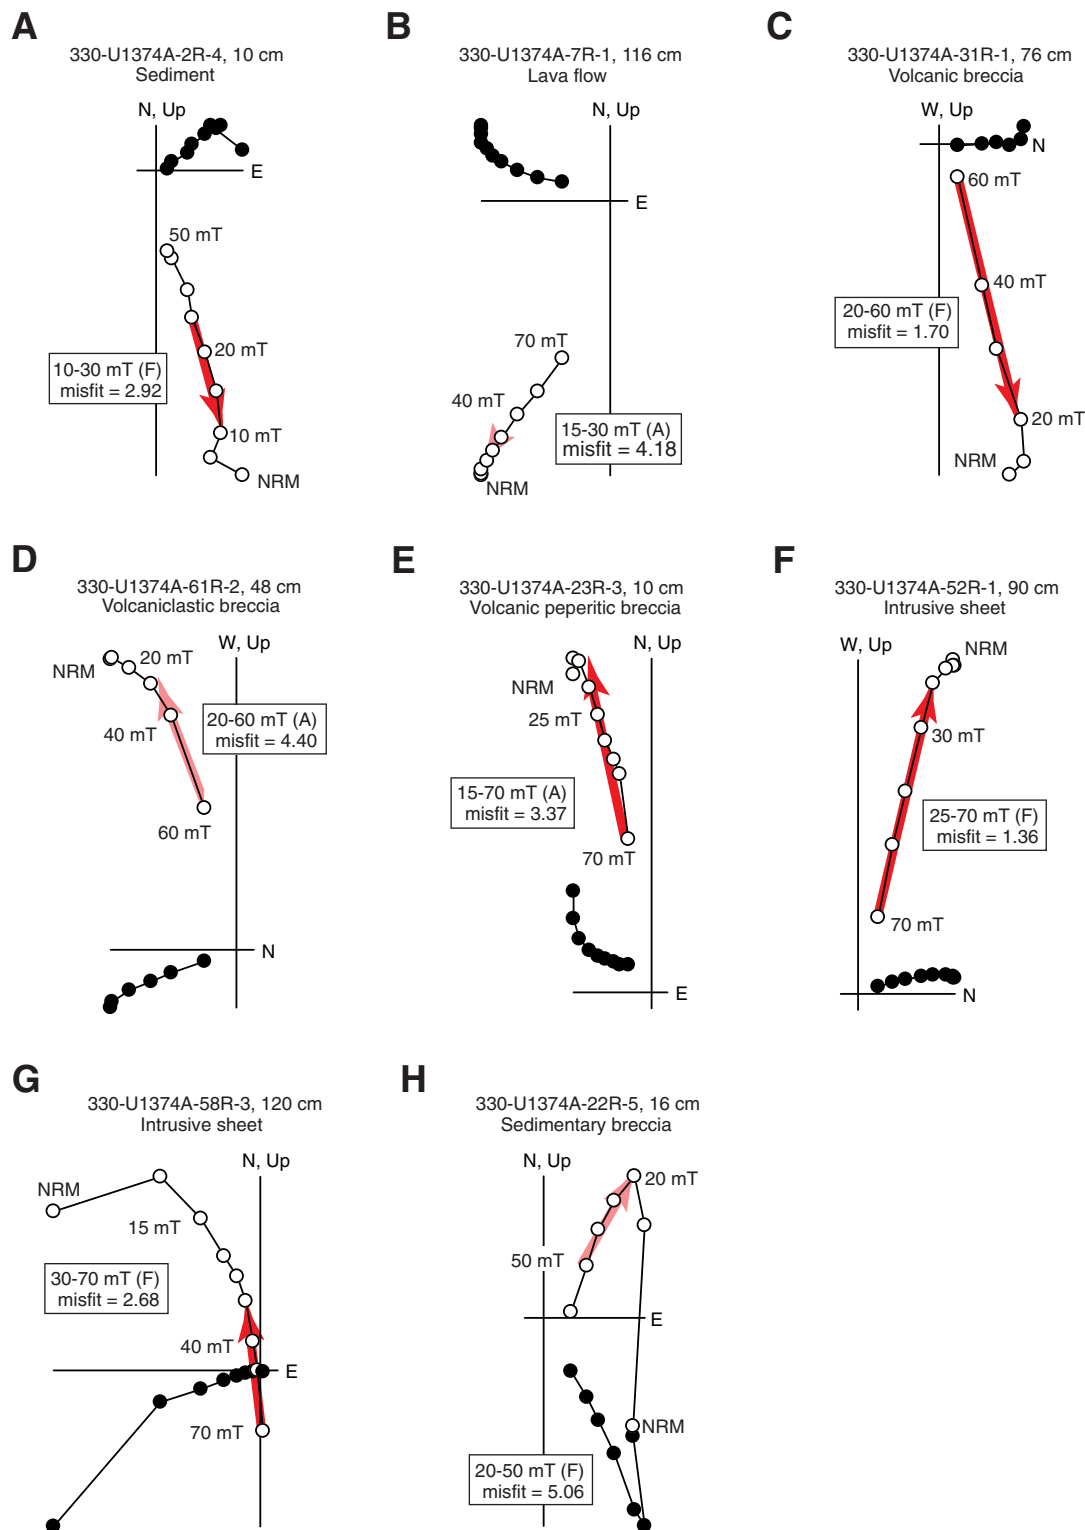 A
330-U1374A-2R-4, 10 cm
Sediment
N, Up
E
50 mT
20 mT
10-30 mT (F)
misfit = 2.92
10 mT
NRM
B
330-U1374A-7R-1, 116 cm
Lava flow
N, Up
E
70 mT
40 mT
15-30 mT (A)
misfit = 4.18
NRM
C
330-U1374A-31R-1, 76 cm
Volcanic breccia
W, Up
N
60 mT
40 mT
20-60 mT (F)
misfit = 1.70
20 mT
NRM
D
330-U1374A-61R-2, 48 cm
Volcaniclastic breccia
W, Up
NRM
20 mT
40 mT
20-60 mT (A)
misfit = 4.40
60 mT
N
E
330-U1374A-23R-3, 10 cm
Volcanic peperitic breccia
N, Up
NRM
25 mT
15-70 mT (A)
misfit = 3.37
70 mT
E
F
330-U1374A-52R-1, 90 cm
Intrusive sheet
W, Up
NRM
30 mT
25-70 mT (F)
misfit = 1.36
70 mT
N
G
330-U1374A-58R-3, 120 cm
Intrusive sheet
N, Up
NRM
15 mT
30-70 mT (F)
misfit = 2.68
40 mT
E
70 mT
H
330-U1374A-22R-5, 16 cm
Sedimentary breccia
N, Up
20 mT
50 mT
E
NRM
20-50 mT (F)
misfit = 5.06